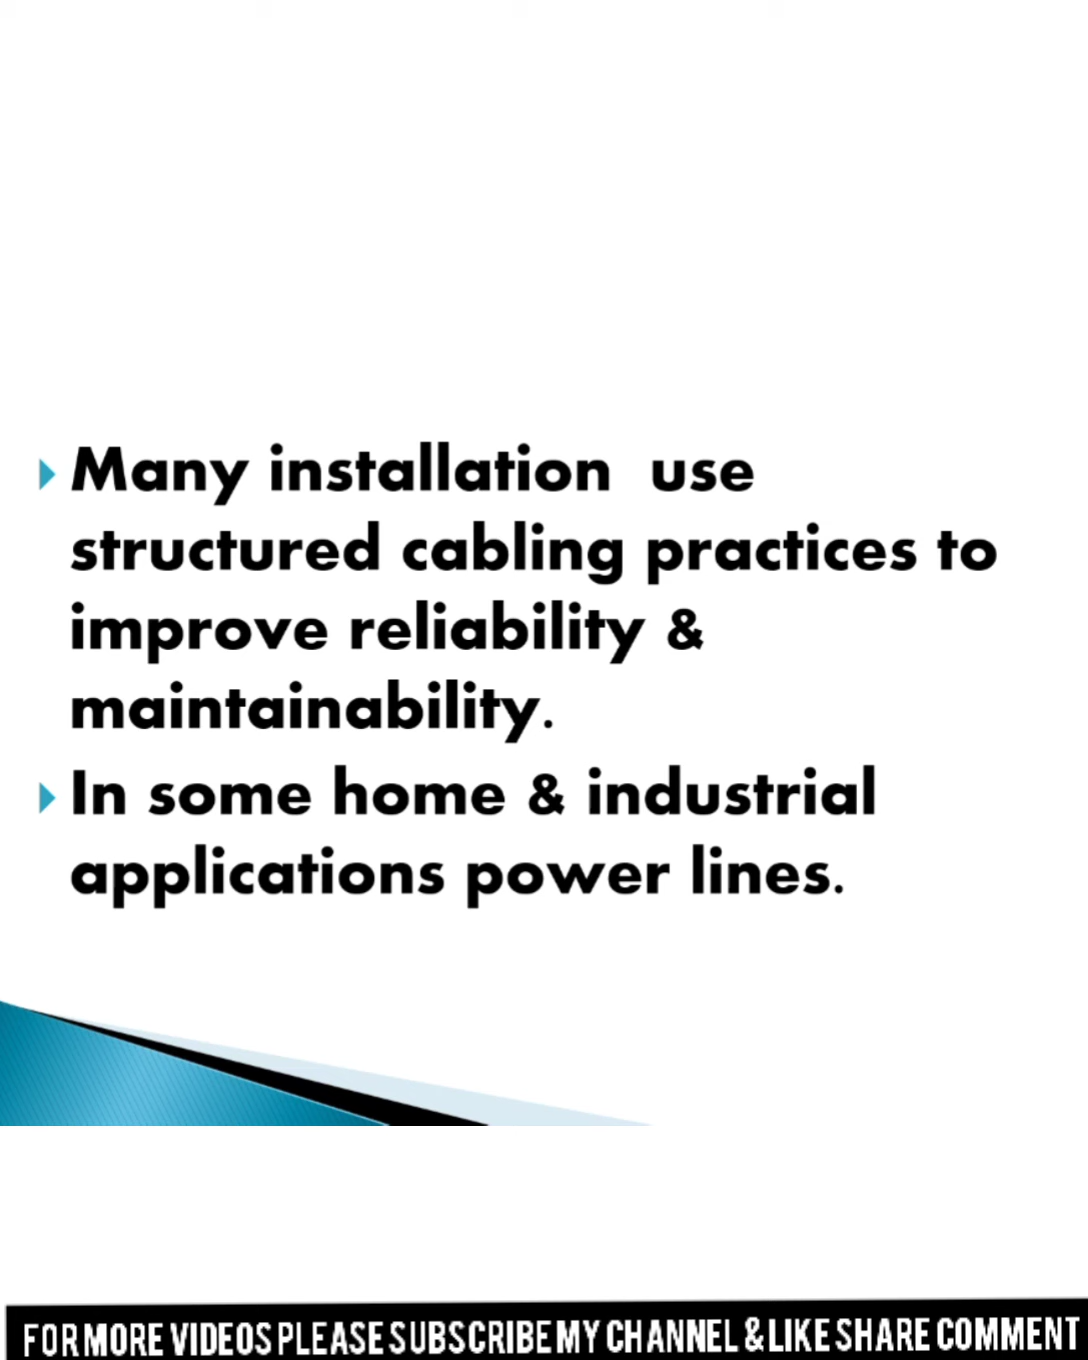 Many installation  use
structured cabling practices to
improve reliability &
maintainability.
In some home & industrial
applications power lines.
FOR MORE VIDEOS PLEASE SUBSCRIBE MY CHANNEL & LIKE SHARE COMMENT